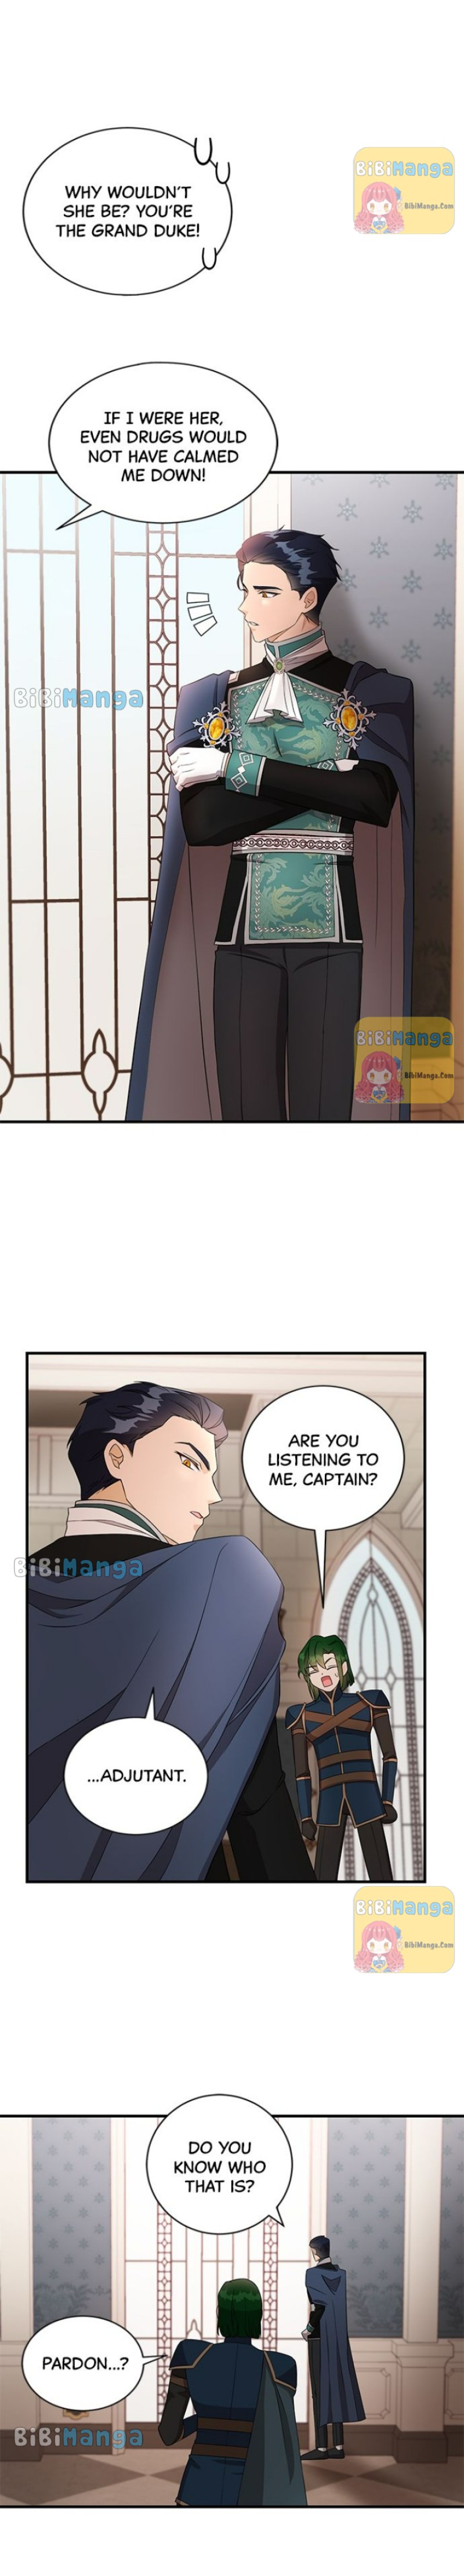 WHY WOULDN'T
SHE BE? YOU'RE
THE GRAND DUKE!
BiBiManga
BibiManga.Com
IF I WERE HER,
EVEN DRUGS WOULD
NOT HAVE CALMED
ME DOWN!
BiBiManga
BiBiManga
BibiManga.Com
ARE YOU
LISTENING TO
ME, CAPTAIN?
BiBiManga
...ADJUTANT.
BiBiManga
BibiManga.Com
DO YOU
KNOW WHO
THAT IS?
PARDON...?
BiBiManga